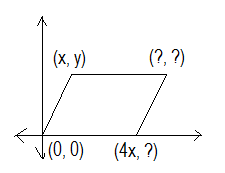 (x, y) (?, ?)
(0, 0) (4x, ?)